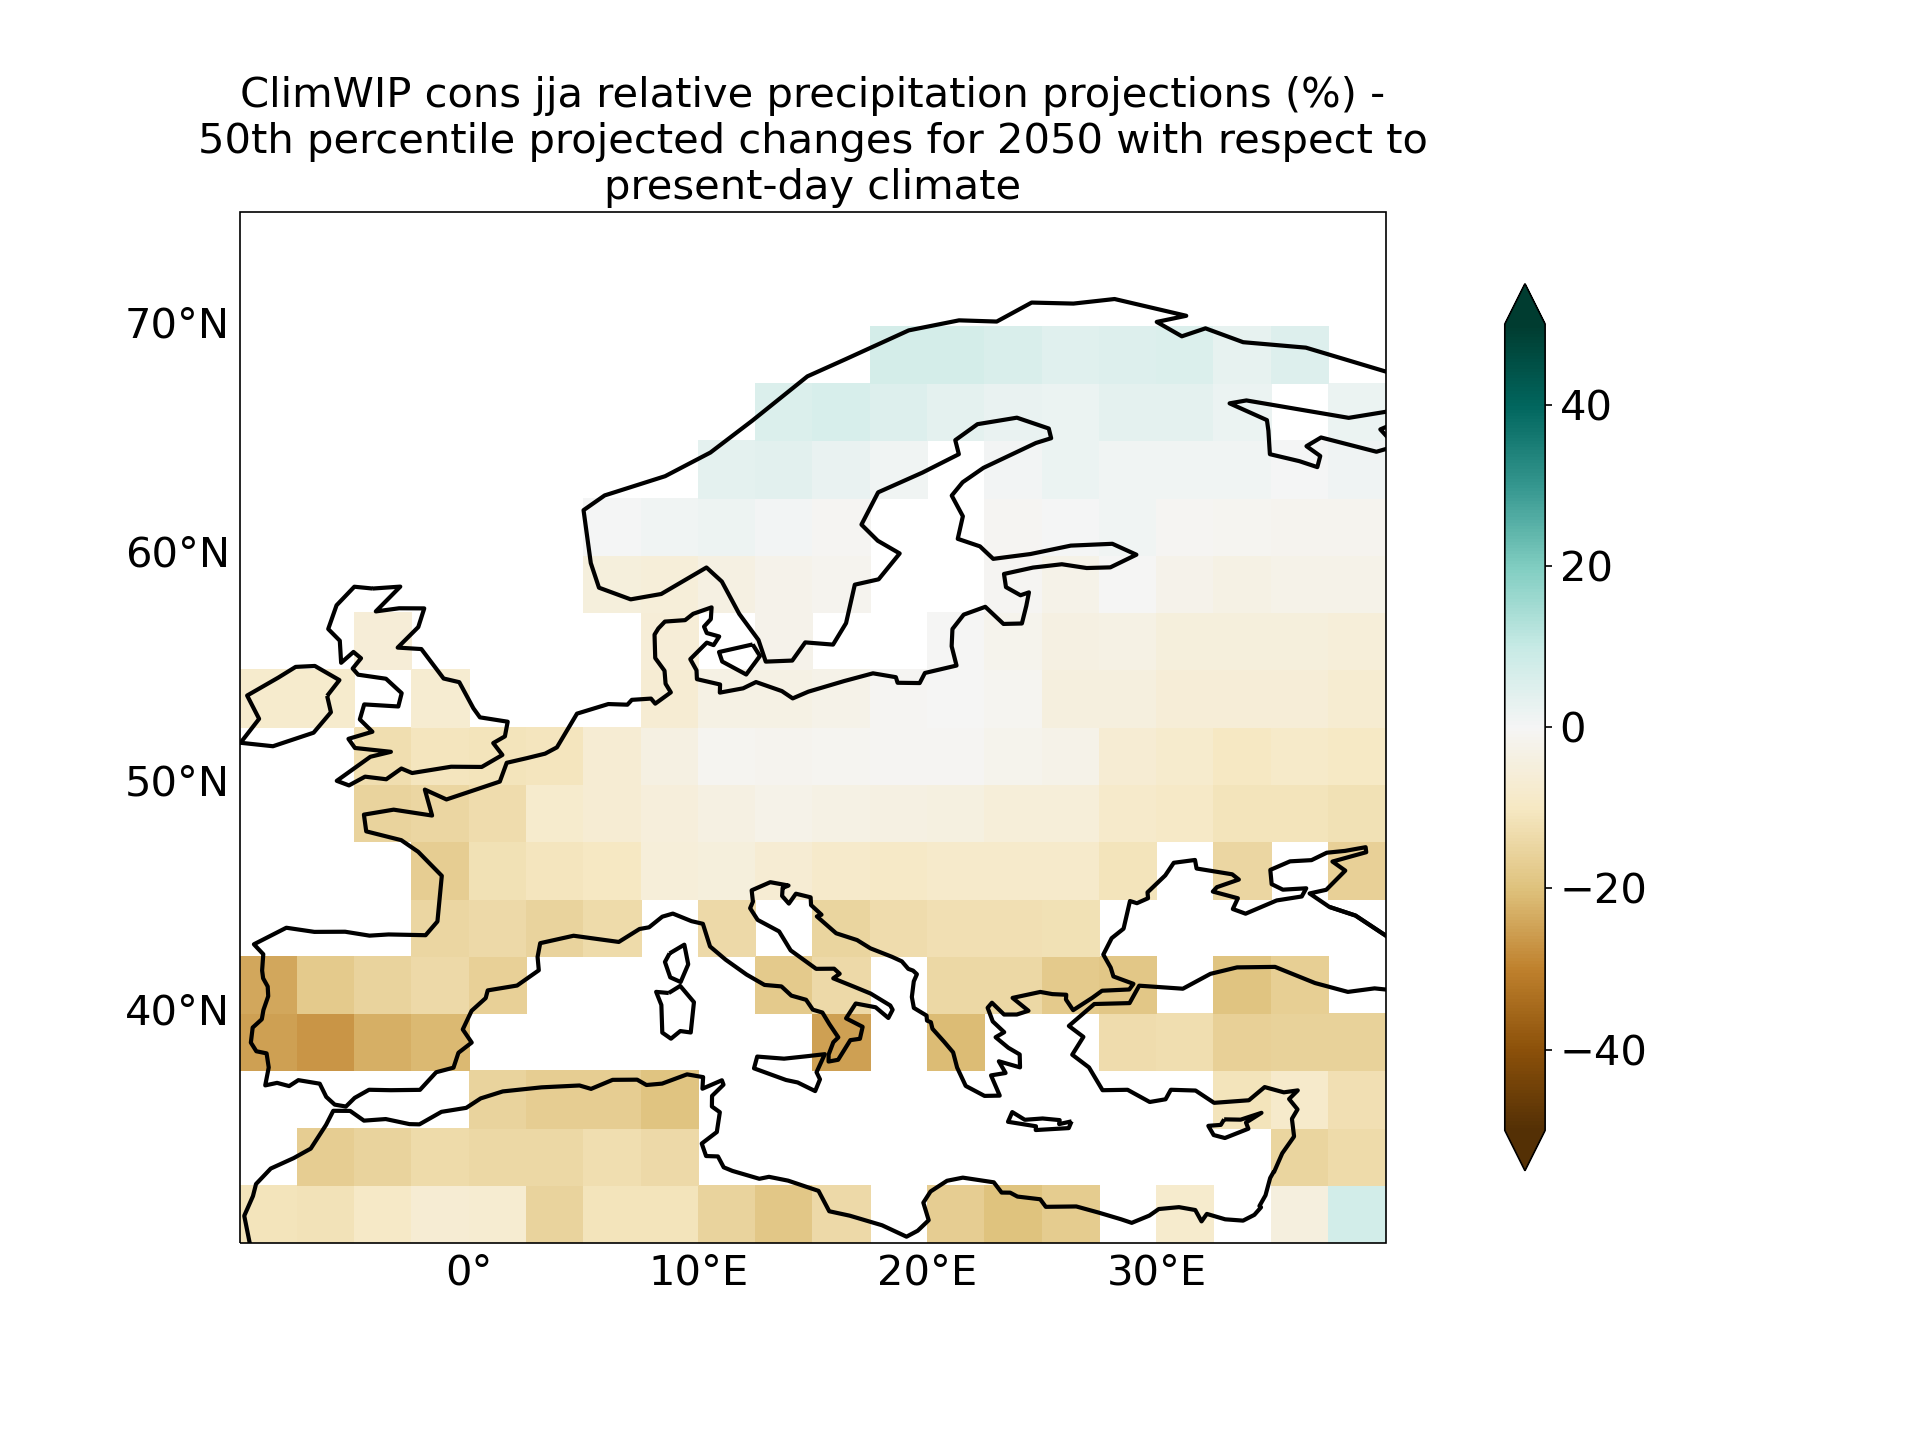 ClimWIP cons jja relative precipitation projections (%) -
50th percentile projected changes for 2050 with respect to
present-day climate
70°N
60°N
50°N
40°N
0°
10°E
20°E
30°E
40
20
0
−20
−40